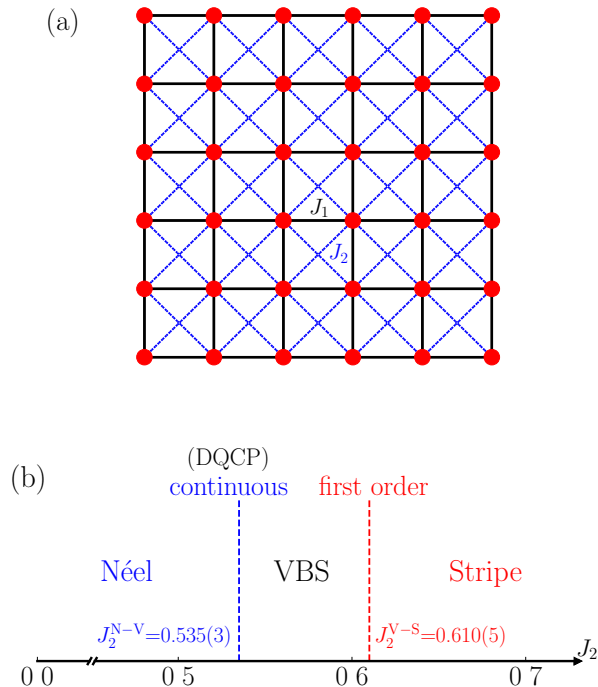 (a)
J₁
J₂
(DQCP)
(b)
continuous first order
Néel VBS Stripe
J₂ᴺ⁻ⱽ=0.535(3) J₂ⱽ⁻ˢ=0.610(5)
J₂
0 0 0 5 0 6 0 7